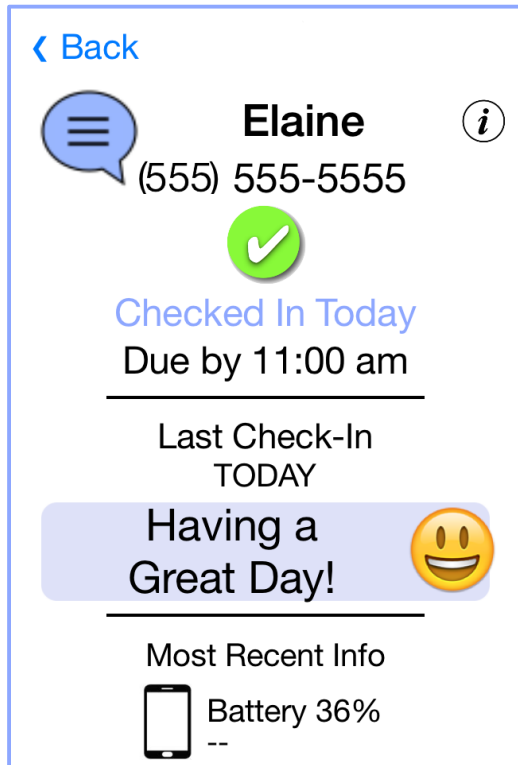 Back
Elaine
(555) 555-5555
Checked In Today
Due by 11:00 am
Last Check-In
TODAY
Having a
Great Day!
Most Recent Info
Battery 36%
--